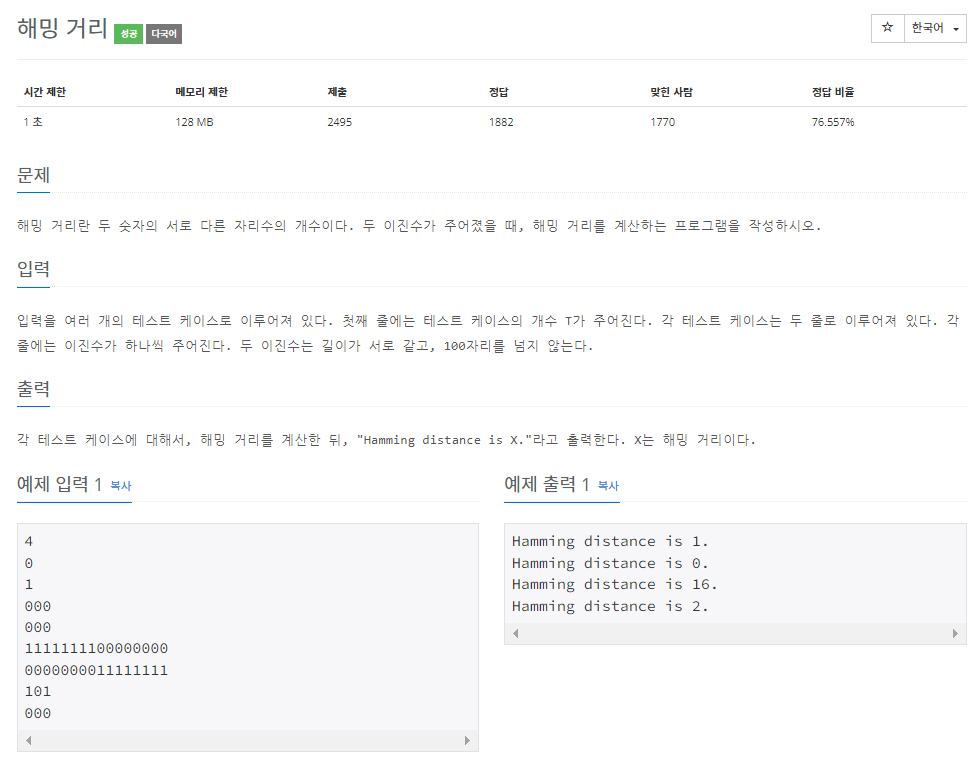 해밍 거리 성공 다국어 ☆ 한국어
시간 제한 메모리 제한 제출 정답 맞힌 사람 정답 비율
1 초 128 MB 2495 1882 1770 76.557%
문제
해밍 거리란 두 숫자의 서로 다른 자리수의 개수이다. 두 이진수가 주어졌을 때, 해밍 거리를 계산하는 프로그램을 작성하시오.
입력
입력을 여러 개의 테스트 케이스로 이루어져 있다. 첫째 줄에는 테스트 케이스의 개수 T가 주어진다. 각 테스트 케이스는 두 줄로 이루어져 있다. 각
줄에는 이진수가 하나씩 주어진다. 두 이진수는 길이가 서로 같고, 100자리를 넘지 않는다.
출력
각 테스트 케이스에 대해서, 해밍 거리를 계산한 뒤, "Hamming distance is X."라고 출력한다. X는 해밍 거리이다.
예제 입력 1 복사
4
0
1
000
000
1111111100000000
0000000011111111
101
000
예제 출력 1 복사
Hamming distance is 1.
Hamming distance is 0.
Hamming distance is 16.
Hamming distance is 2.